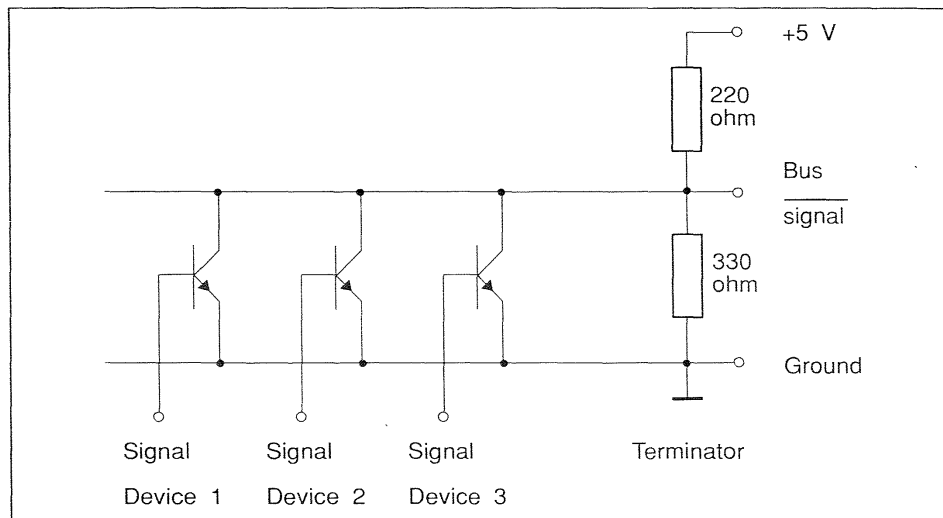 +5 V
220
ohm
Bus
signal
330
ohm
Ground
Signal
Device 1
Signal
Device 2
Signal
Device 3
Terminator